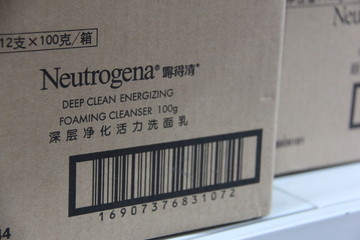 12支×100克/箱
Neutrogena® 露得清®
DEEP CLEAN ENERGIZING
FOAMING CLEANSER 100g
深层净化活力洗面乳
16907376831072